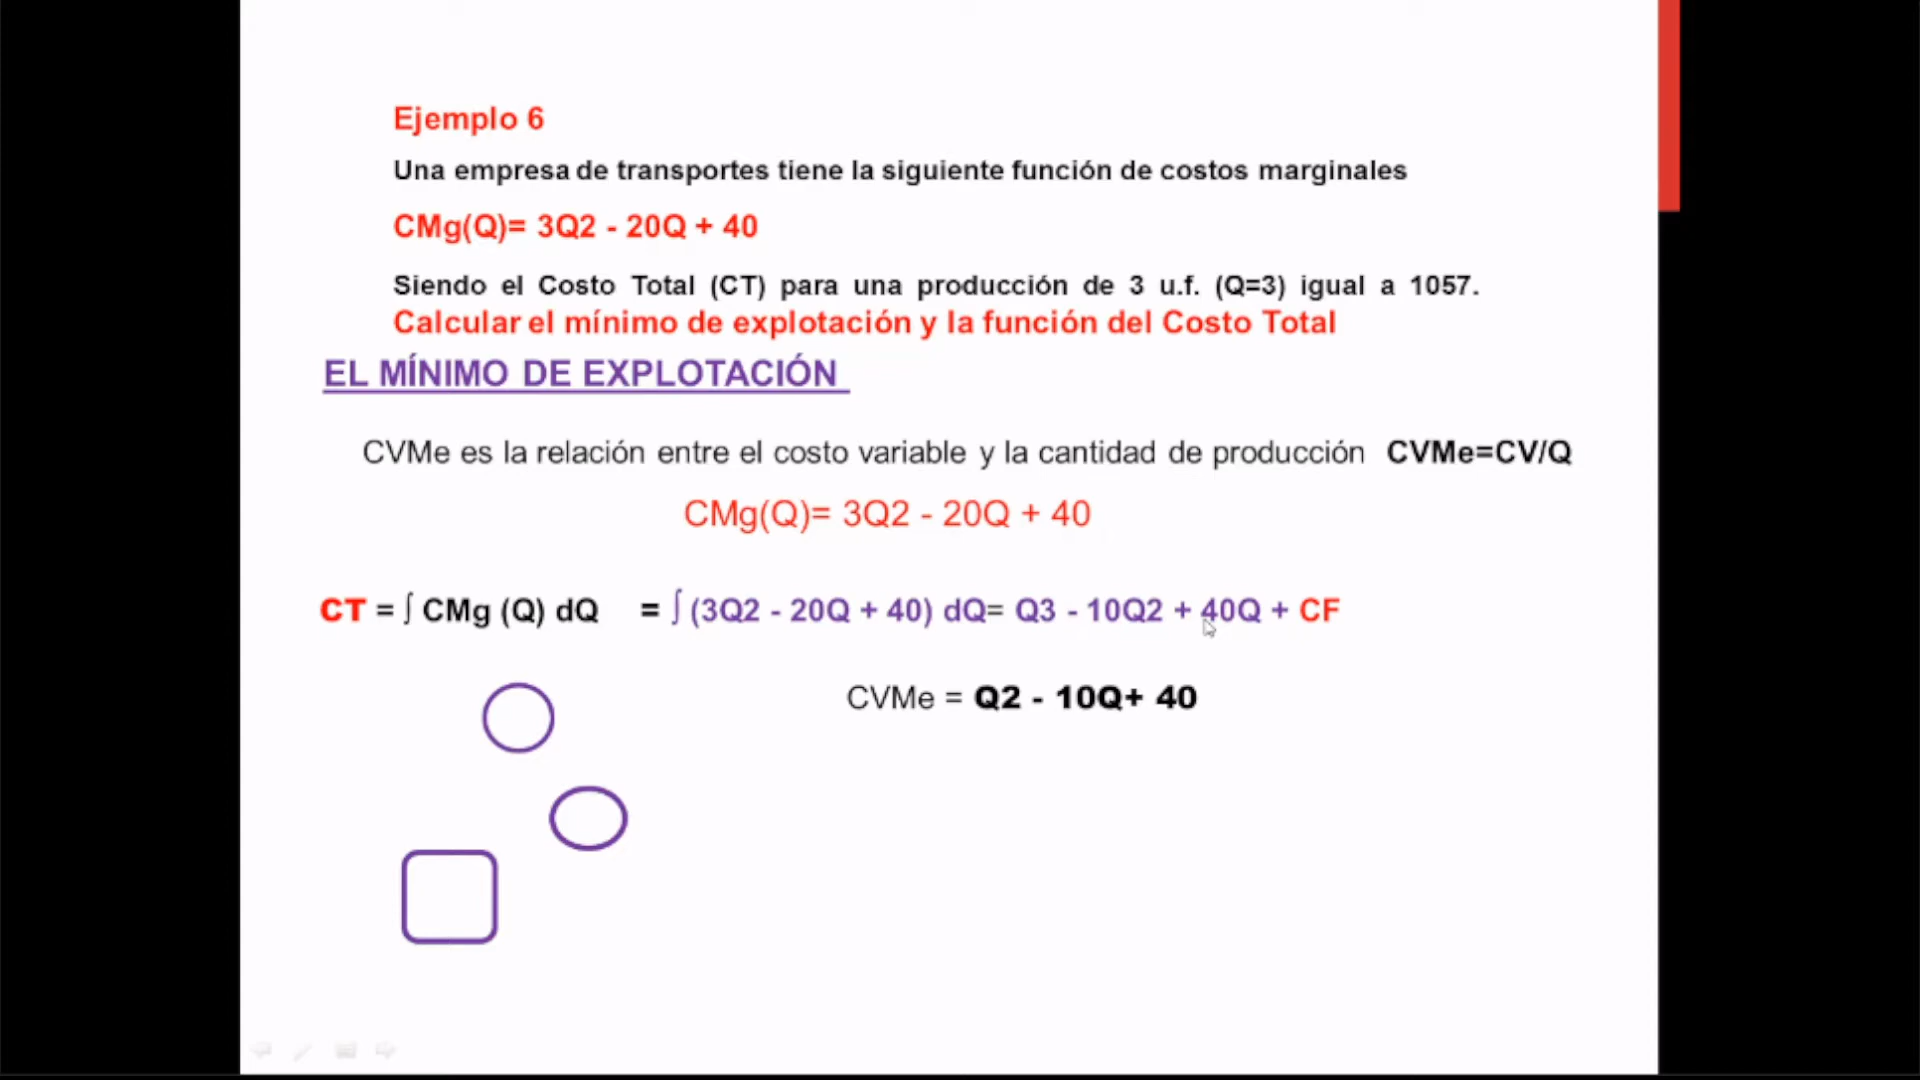 Ejemplo 6
Una empresa de transportes tiene la siguiente función de costos marginales
CMg(Q)= 3Q2 - 20Q + 40
Siendo el Costo Total (CT) para una producción de 3 u.f. (Q=3) igual a 1057.
Calcular el mínimo de explotación y la función del Costo Total
EL MÍNIMO DE EXPLOTACIÓN
CVMe es la relación entre el costo variable y la cantidad de producción CVMe=CV/Q
CMg(Q)= 3Q2 - 20Q + 40
CT = ∫ CMg (Q) dQ = ∫ (3Q2 - 20Q + 40) dQ= Q3 - 10Q2 + 40Q + CF
CVMe = Q2 - 10Q+ 40